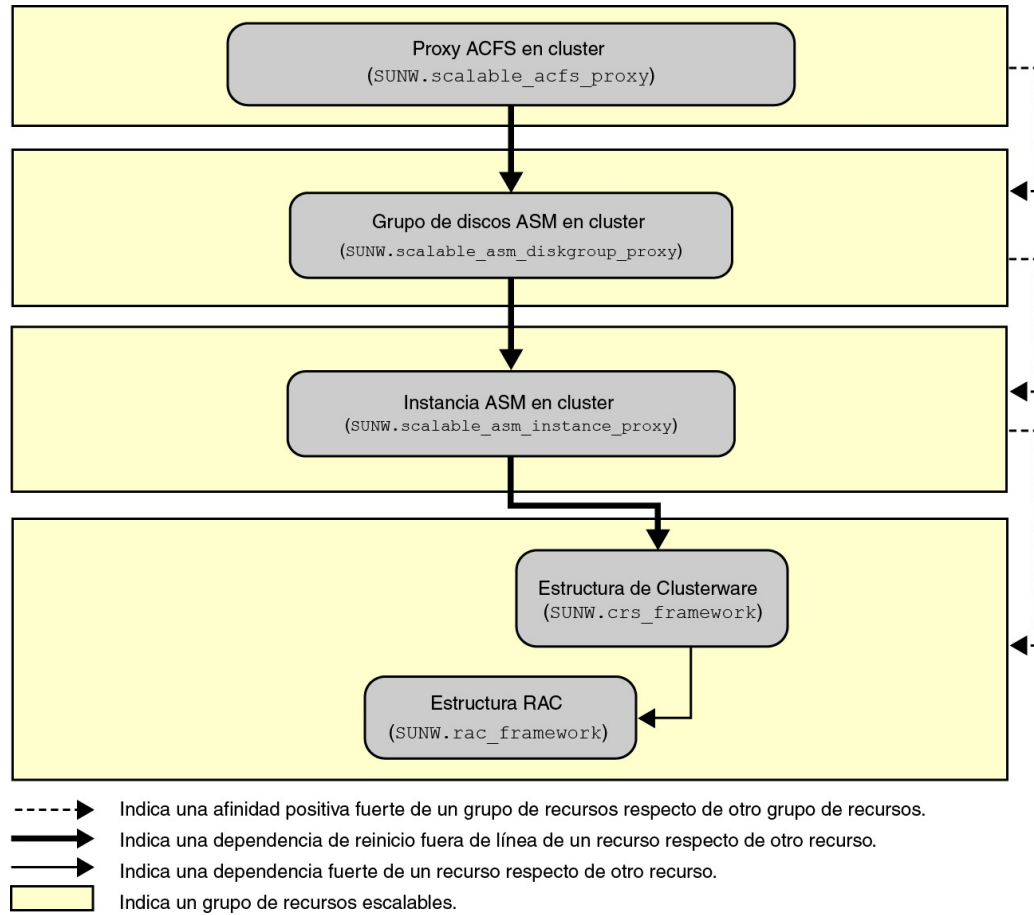 Proxy ACFS en cluster
(SUNW.scalable_acfs_proxy)
Grupo de discos ASM en cluster
(SUNW.scalable_asm_diskgroup_proxy)
Instancia ASM en cluster
(SUNW.scalable_asm_instance_proxy)
Estructura de Clusterware
(SUNW.crs_framework)
Estructura RAC
(SUNW.rac_framework)
Indica una afinidad positiva fuerte de un grupo de recursos respecto de otro grupo de recursos.
Indica una dependencia de reinicio fuera de línea de un recurso respecto de otro recurso.
Indica una dependencia fuerte de un recurso respecto de otro recurso.
Indica un grupo de recursos escalables.